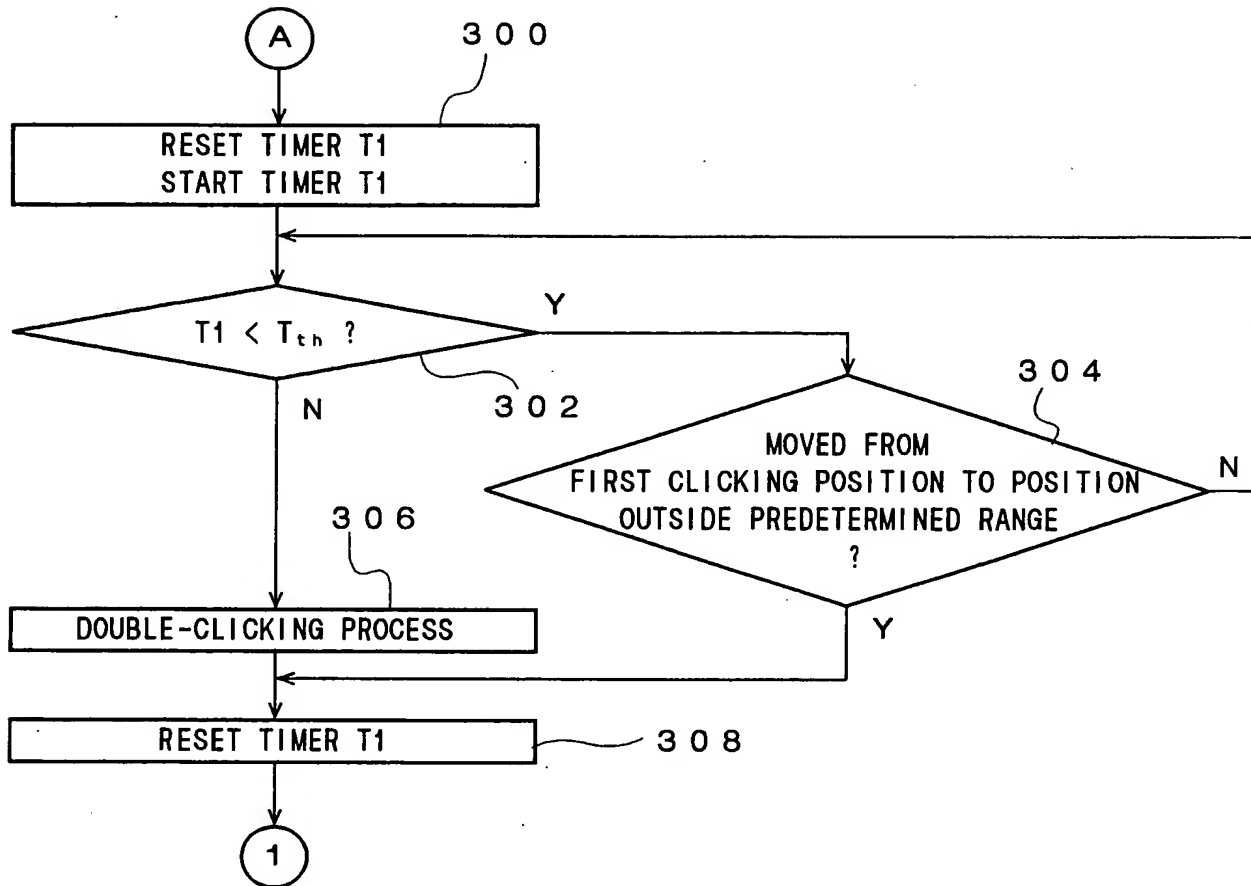 A
300
RESET TIMER T1
START TIMER T1
T1 < Tth ?
Y
302
N
304
MOVED FROM
FIRST CLICKING POSITION TO POSITION
OUTSIDE PREDETERMINED RANGE
?
N
306
DOUBLE-CLICKING PROCESS
Y
RESET TIMER T1
308
1